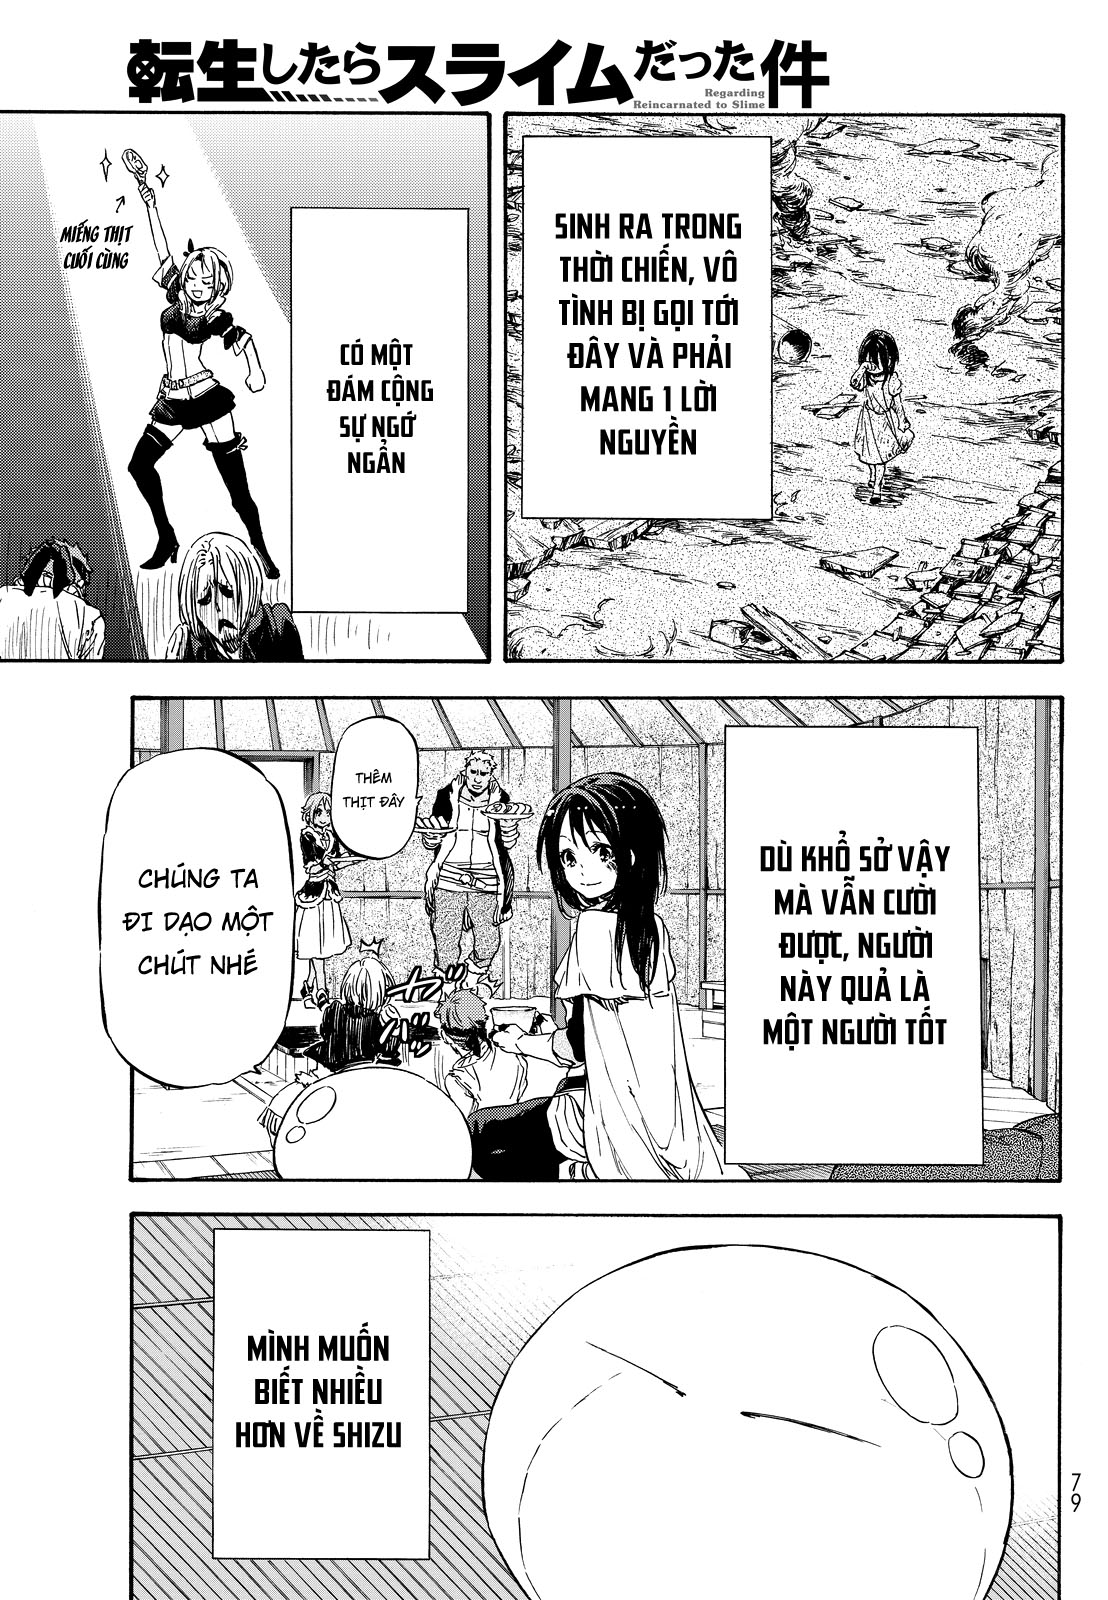 転生したらスライムだった件
Regarding
Reincarnated to Slime
SINH RA TRONG
THỜI CHIẾN, VÔ
TÌNH BỊ GỌI TỚI
ĐÂY VÀ PHẢI
MANG 1 LỜI
NGUYỀN
MIẾNG THỊT
CUỐI CÙNG
CÓ MỘT
ĐÁM CỘNG
SỰ NGỚ
NGẨN
DÙ KHỔ SỞ VẬY
MÀ VẪN CƯỜI
ĐƯỢC, NGƯỜI
NÀY QUẢ LÀ
MỘT NGƯỜI TỐT
THÊM
THỊT ĐÂY
CHÚNG TA
ĐI DẠO MỘT
CHÚT NHÉ
ガッ
ガッ
MÌNH MUỐN
BIẾT NHIỀU
HƠN VỀ SHIZU
79